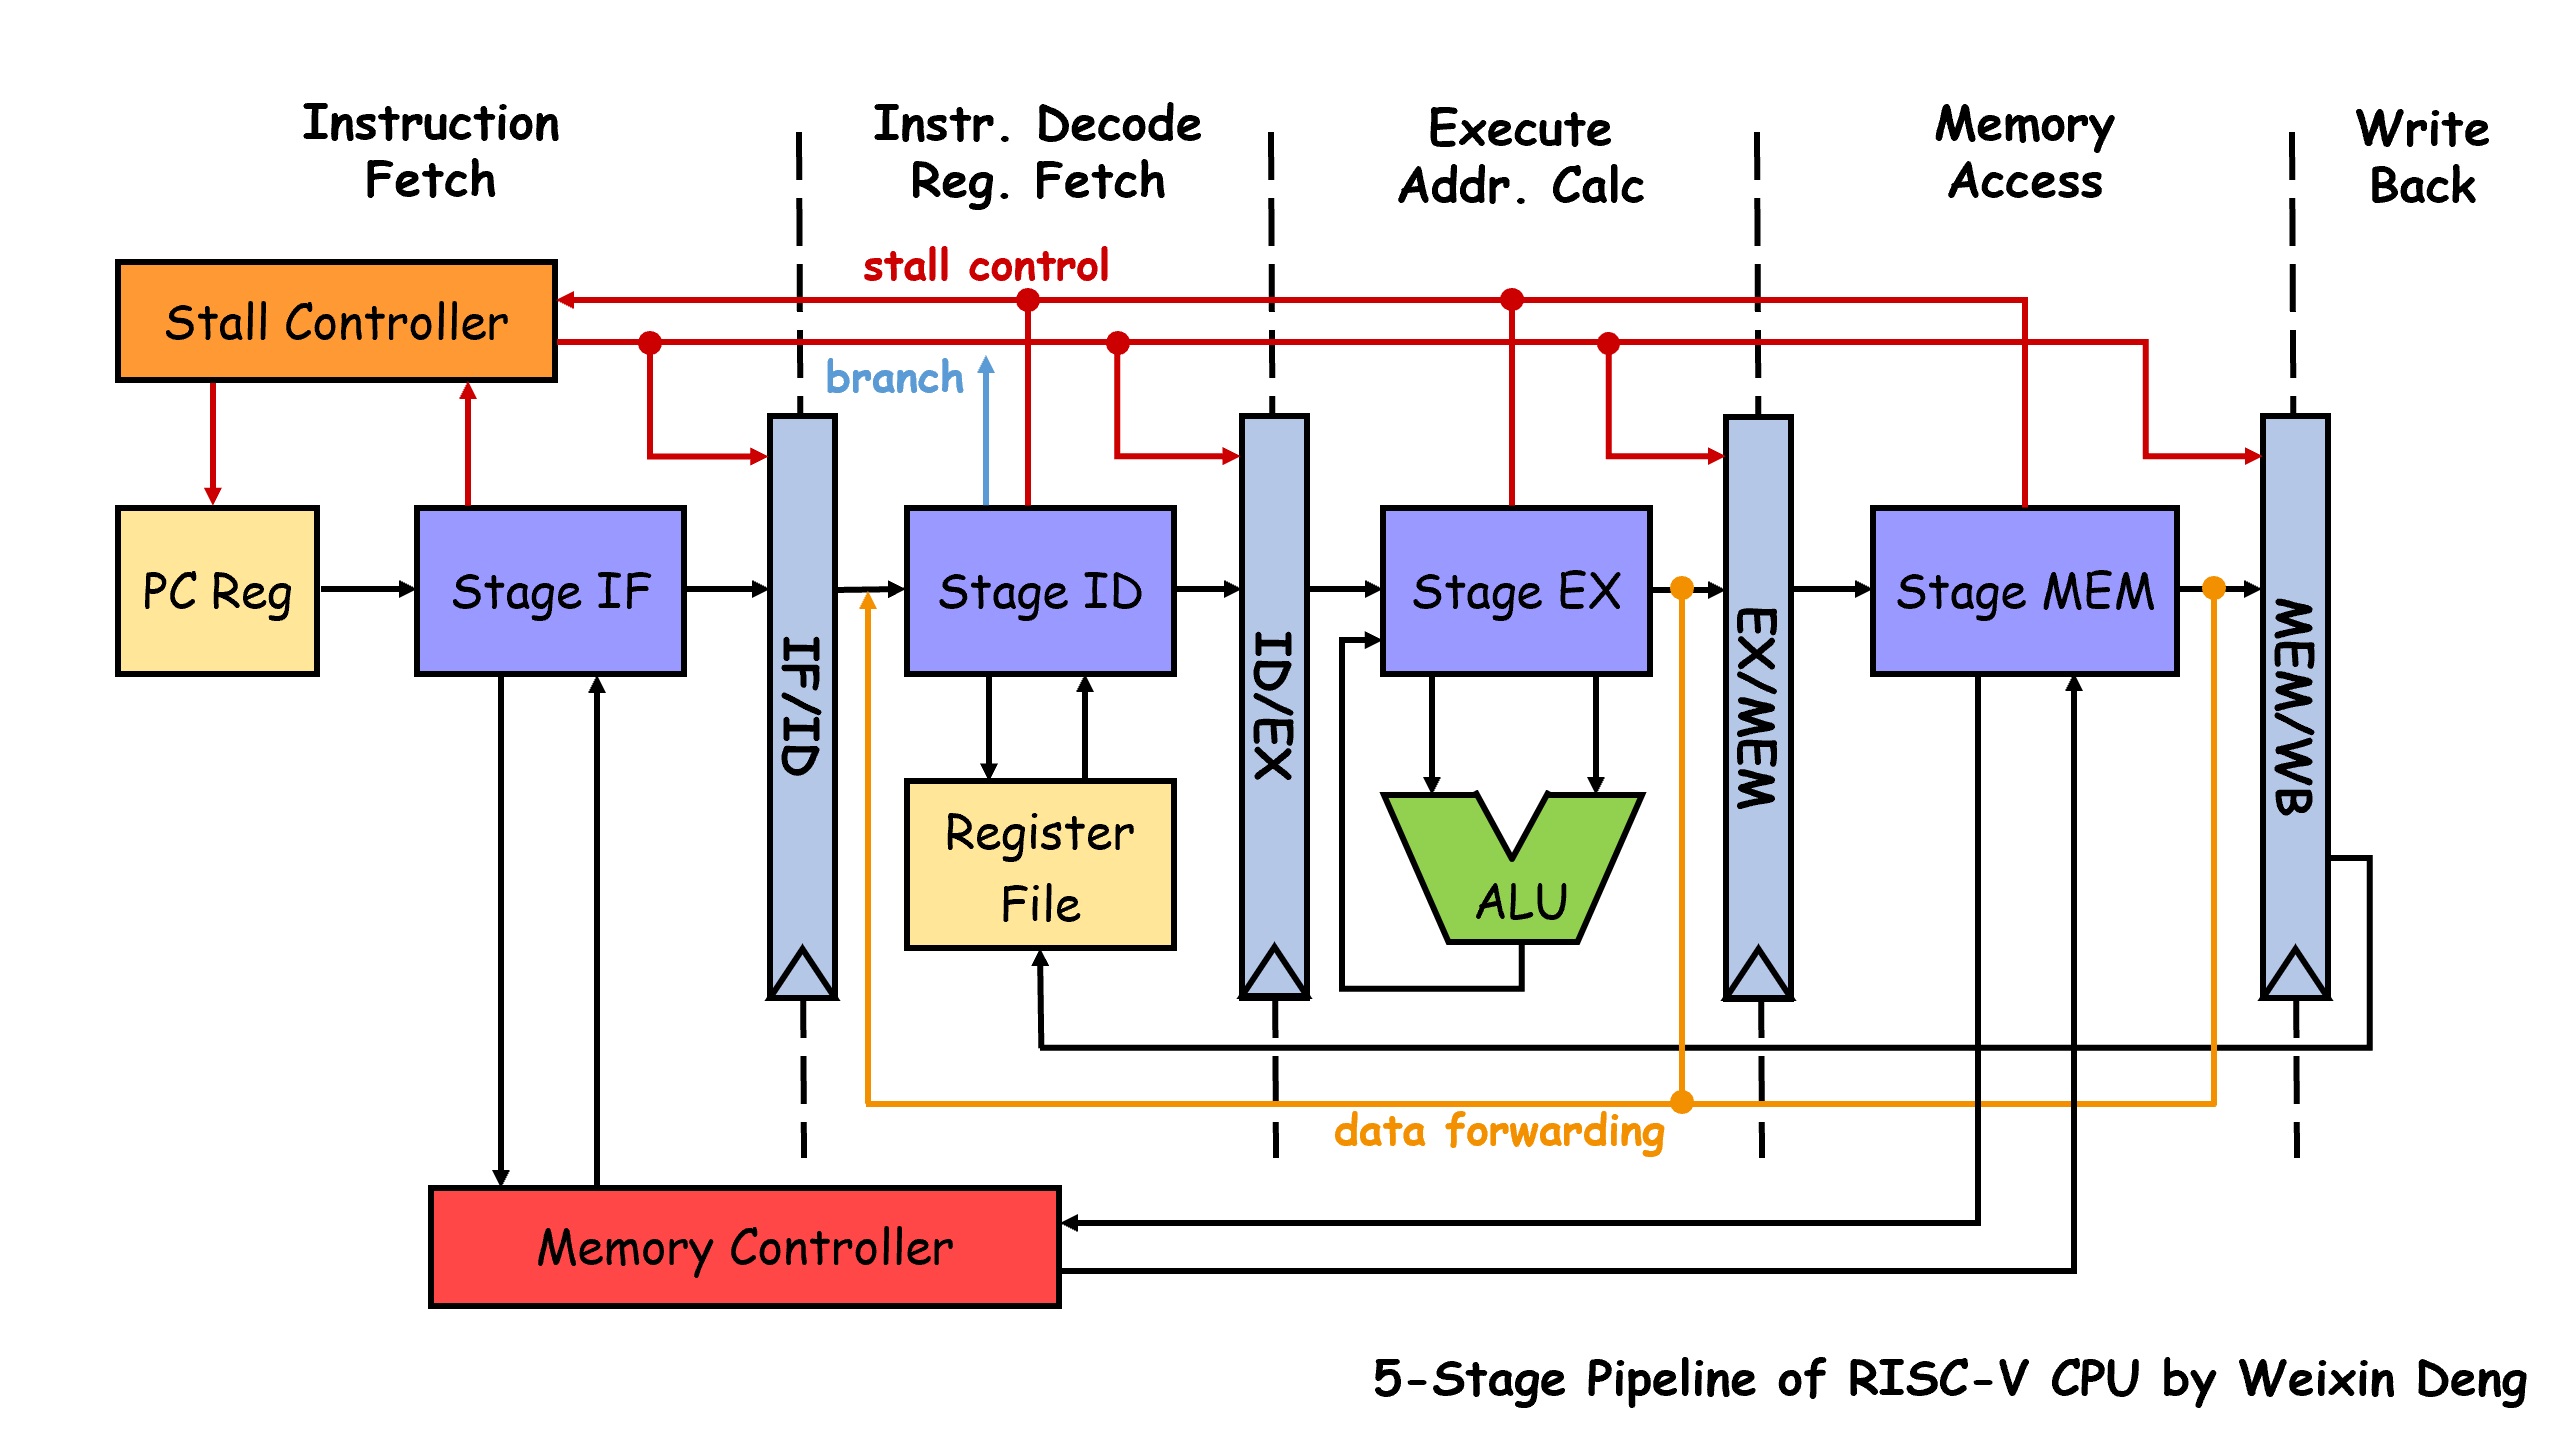 Instruction
Fetch
Instr. Decode
Reg. Fetch
Execute
Addr. Calc
Memory
Access
Write
Back
stall control
Stall Controller
branch
PC Reg
Stage IF
IF/ID
Stage ID
ID/EX
Stage EX
EX/MEM
Stage MEM
MEM/WB
Register
File
ALU
data forwarding
Memory Controller
5-Stage Pipeline of RISC-V CPU by Weixin Deng